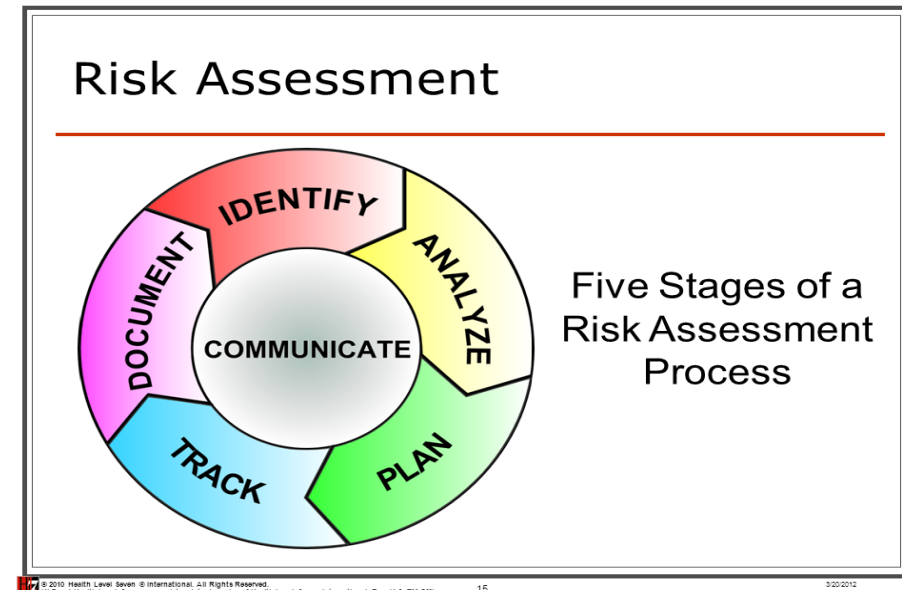 Risk Assessment
IDENTIFY
ANALYZE
PLAN
TRACK
DOCUMENT
COMMUNICATE
Five Stages of a
Risk Assessment
Process
© 2010 Health Level Seven ® International. All Rights Reserved.
15
3/20/2012